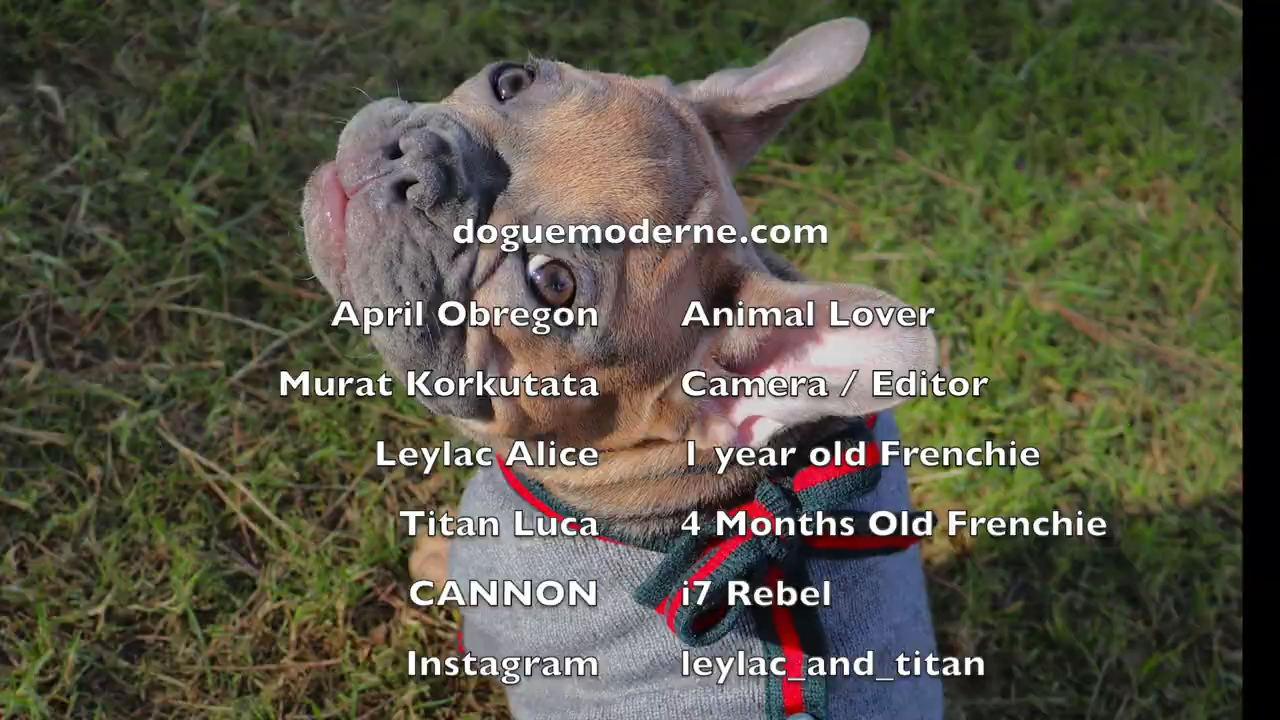 doguemoderne.com
April Obregon Animal Lover
Murat Korkutata Camera / Editor
Leylac Alice 1 year old Frenchie
Titan Luca 4 Months Old Frenchie
CANNON i7 Rebel
Instagram leylac_and_titan